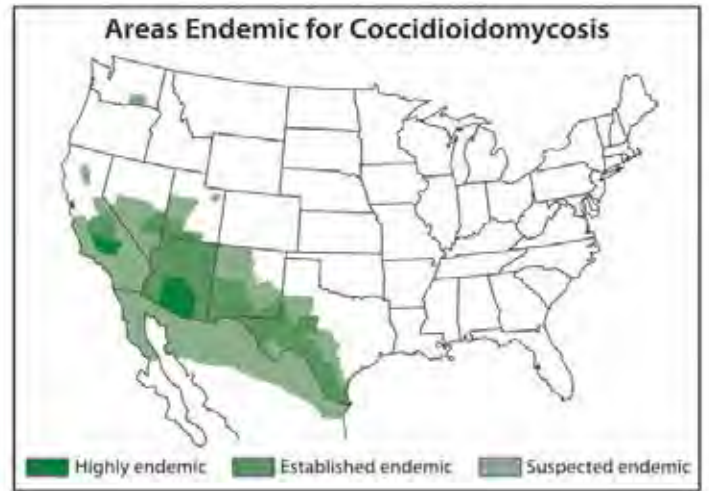 Areas Endemic for Coccidioidomycosis
Highly endemic Established endemic Suspected endemic